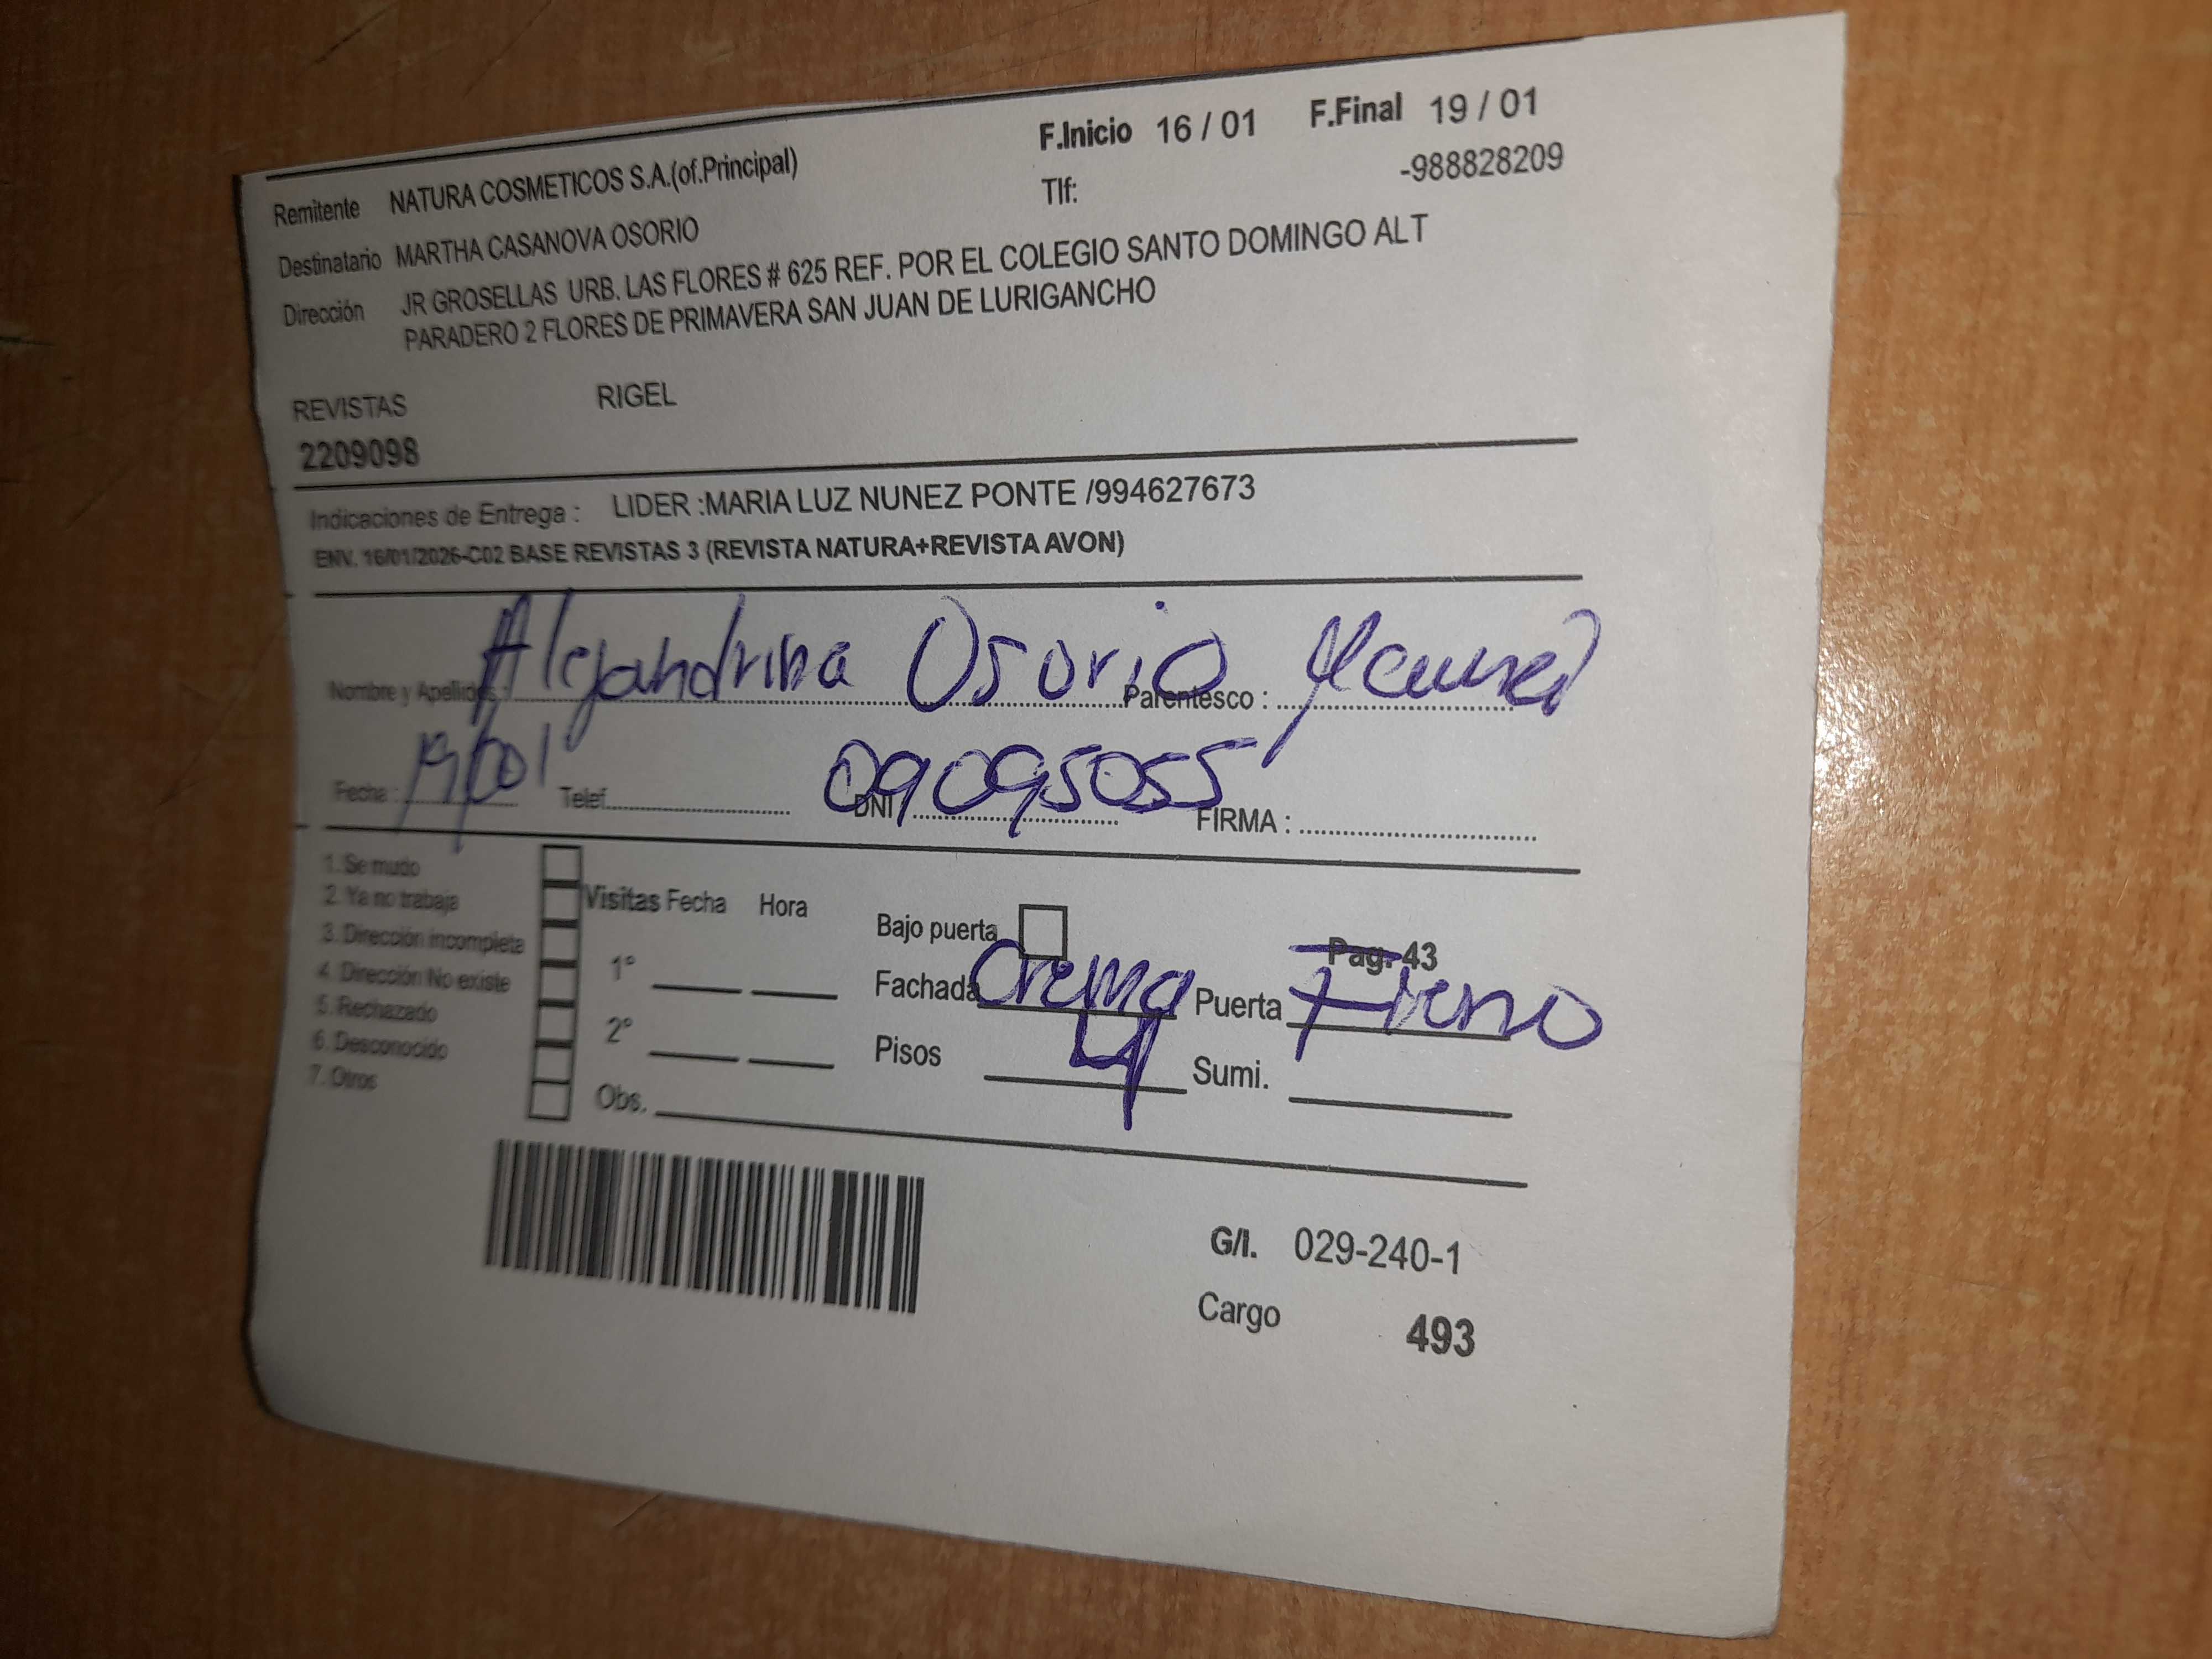 F.Inicio 16 / 01 F.Final 19 / 01
Remitente NATURA COSMETICOS S.A.(of.Principal) Tlf: -988828209
Destinatario MARTHA CASANOVA OSORIO
Dirección JR GROSELLAS URB. LAS FLORES # 625 REF. POR EL COLEGIO SANTO DOMINGO ALT
PARADERO 2 FLORES DE PRIMAVERA SAN JUAN DE LURIGANCHO
REVISTAS RIGEL
2209098
Indicaciones de Entrega : LIDER :MARIA LUZ NUNEZ PONTE /994627673
ENV. 16/01/2026-C02 BASE REVISTAS 3 (REVISTA NATURA+REVISTA AVON)
Nombre y Apellidos : Alejandrina Osorio Parentesco :
Fecha : 19/01 Telef. DNI 09095055 FIRMA :
1. Se mudo
2. Ya no trabaja
3. Dirección incompleta
4. Dirección No existe
5. Rechazado
6. Desconocido
7. Otros
Visitas Fecha Hora
1°
2°
Obs.
Bajo puerta Pag. 43
Fachada Crema Puerta Fierro
Pisos 4 Sumi.
G/I. 029-240-1
Cargo 493